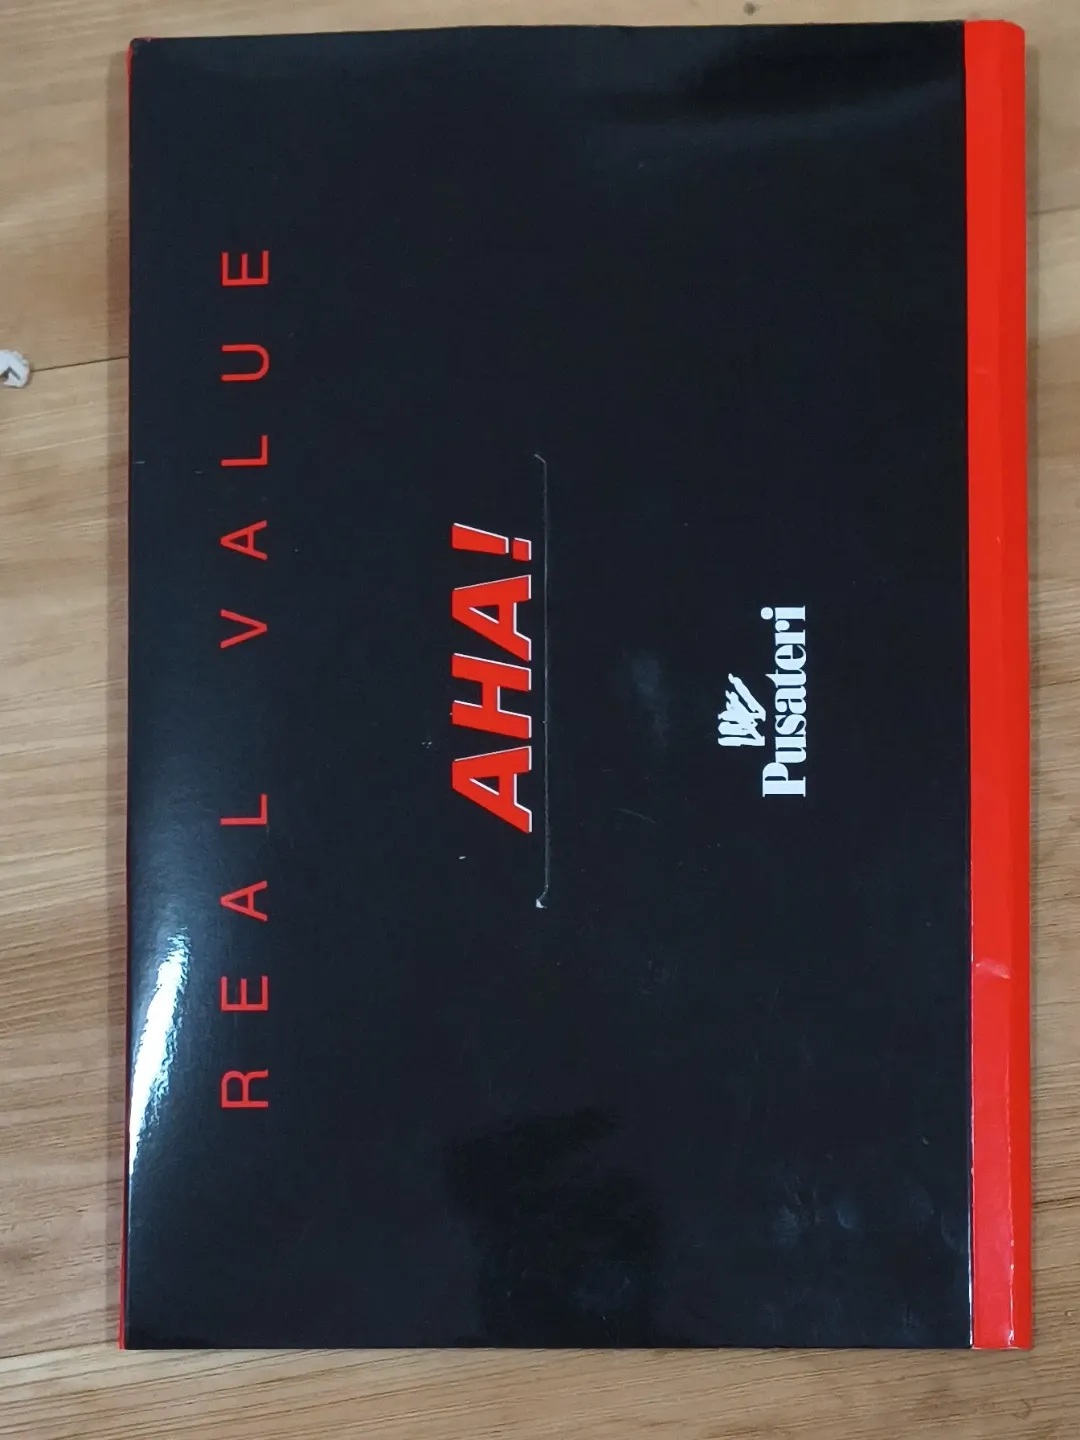 REAL VALUE
AHA!
Pusateri